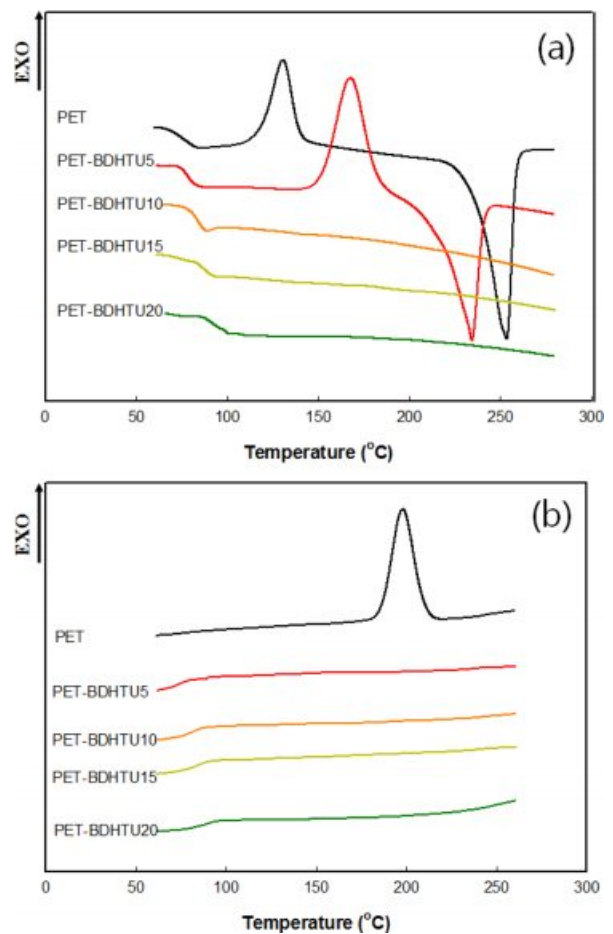 EXO
(a)
PET
PET-BDHTU5
PET-BDHTU10
PET-BDHTU15
PET-BDHTU20
0 50 100 150 200 250 300
Temperature (°C)
EXO
(b)
PET
PET-BDHTU5
PET-BDHTU10
PET-BDHTU15
PET-BDHTU20
0 50 100 150 200 250 300
Temperature (°C)